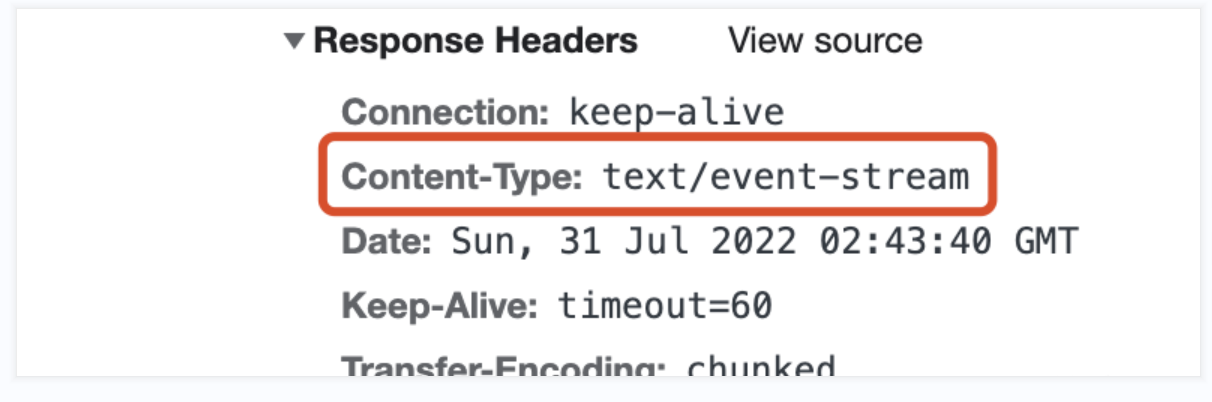 Response Headers View source
Connection: keep-alive
Content-Type: text/event-stream
Date: Sun, 31 Jul 2022 02:43:40 GMT
Keep-Alive: timeout=60
Transfer-Encoding: chunked